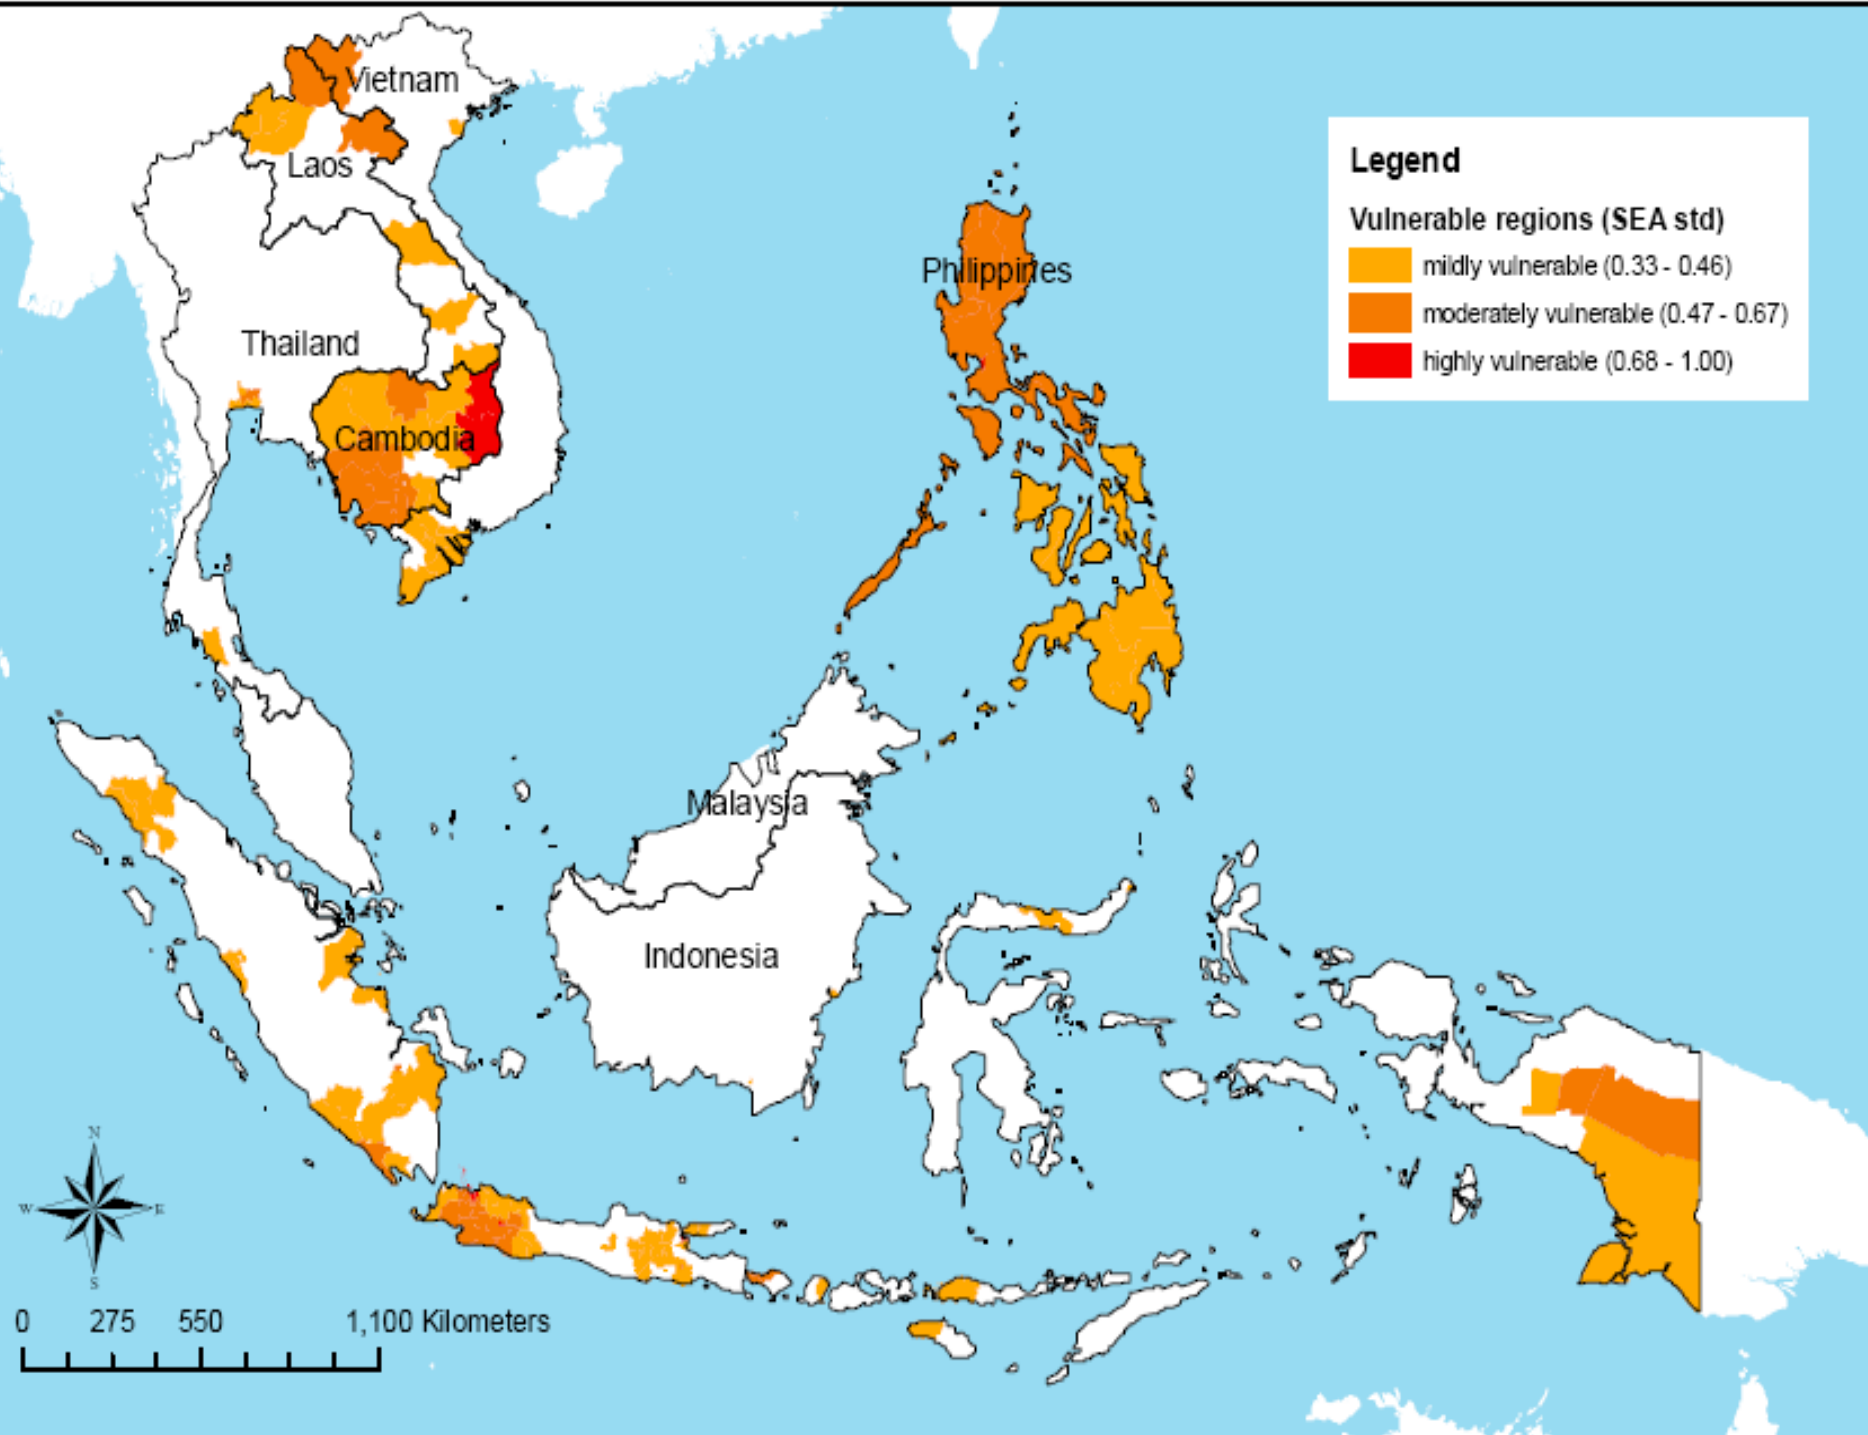 Vietnam
Laos
Thailand
Cambodia
Philippines
Malaysia
Indonesia
Legend
Vulnerable regions (SEA std)
mildly vulnerable (0.33 - 0.46)
moderately vulnerable (0.47 - 0.67)
highly vulnerable (0.68 - 1.00)
N
W E
S
0 275 550 1,100 Kilometers